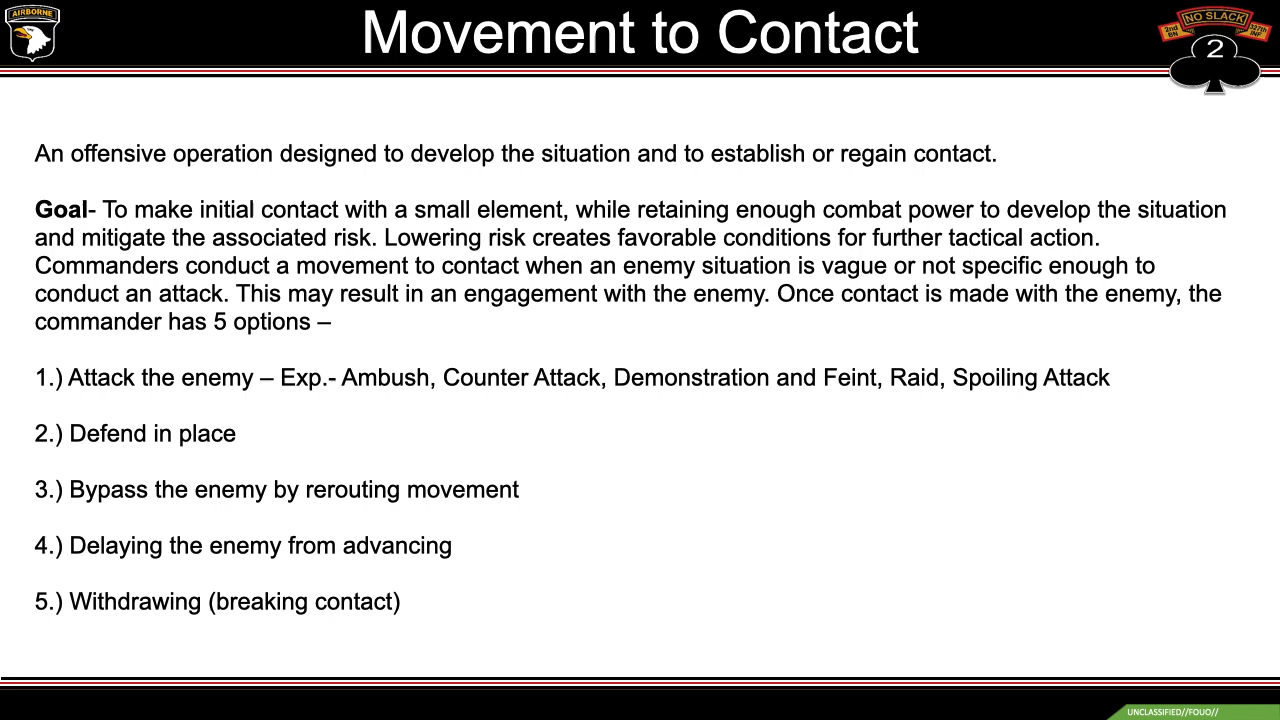 AIRBORNE
Movement to Contact
NO SLACK
2nd BN
327th INF
2
An offensive operation designed to develop the situation and to establish or regain contact.
Goal- To make initial contact with a small element, while retaining enough combat power to develop the situation
and mitigate the associated risk. Lowering risk creates favorable conditions for further tactical action.
Commanders conduct a movement to contact when an enemy situation is vague or not specific enough to
conduct an attack. This may result in an engagement with the enemy. Once contact is made with the enemy, the
commander has 5 options –
1.) Attack the enemy – Exp.- Ambush, Counter Attack, Demonstration and Feint, Raid, Spoiling Attack
2.) Defend in place
3.) Bypass the enemy by rerouting movement
4.) Delaying the enemy from advancing
5.) Withdrawing (breaking contact)
UNCLASSIFIED//FOUO//